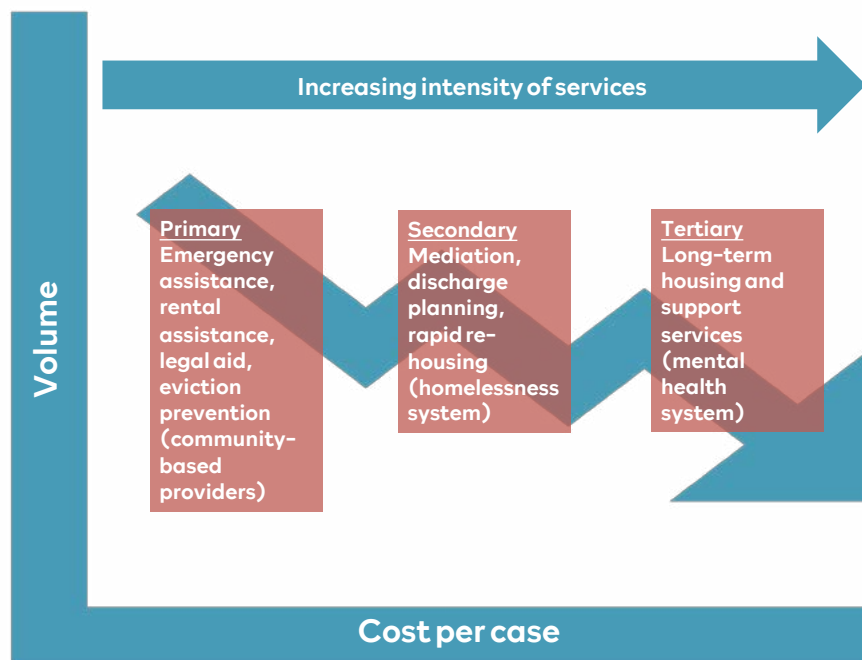 Increasing intensity of services
Volume
Primary
Emergency
assistance,
rental
assistance,
legal aid,
eviction
prevention
(community-
based
providers)
Secondary
Mediation,
discharge
planning,
rapid re-
housing
(homelessness
system)
Tertiary
Long-term
housing and
support
services
(mental
health
system)
Cost per case